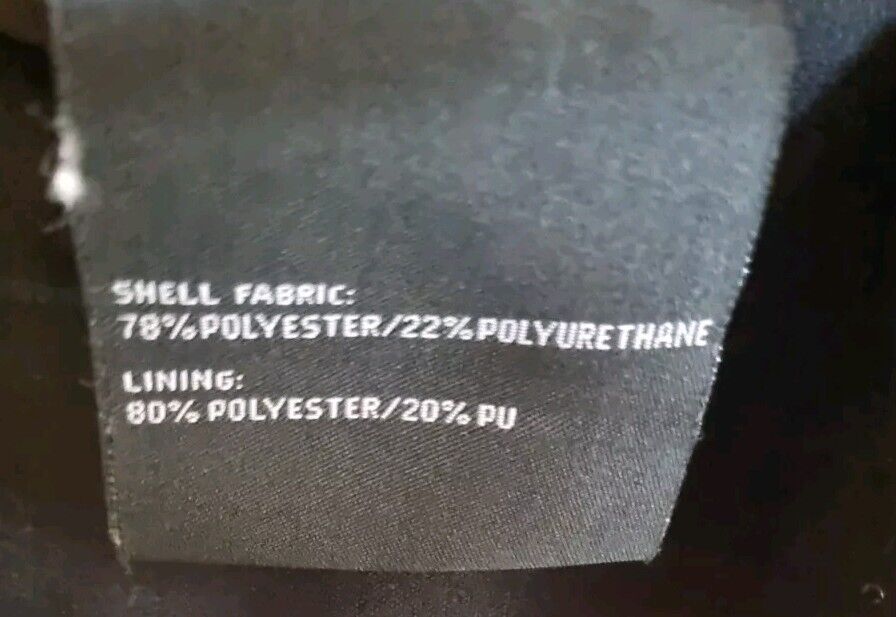 SHELL FABRIC:
78%POLYESTER/22%POLYURETHANE
LINING:
80% POLYESTER/20% PU